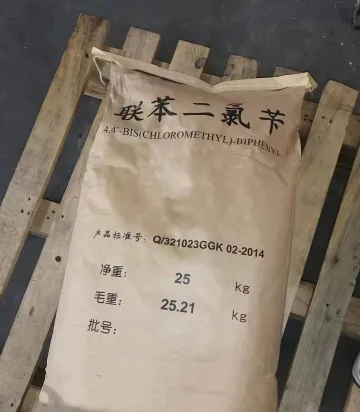 联苯二氯苄
4,4'-BIS(CHLOROMETHYL)-BIPHENYL
产品标准号：Q/321023GGK 02-2014
净重： 25 kg
毛重： 25.21 kg
批号：